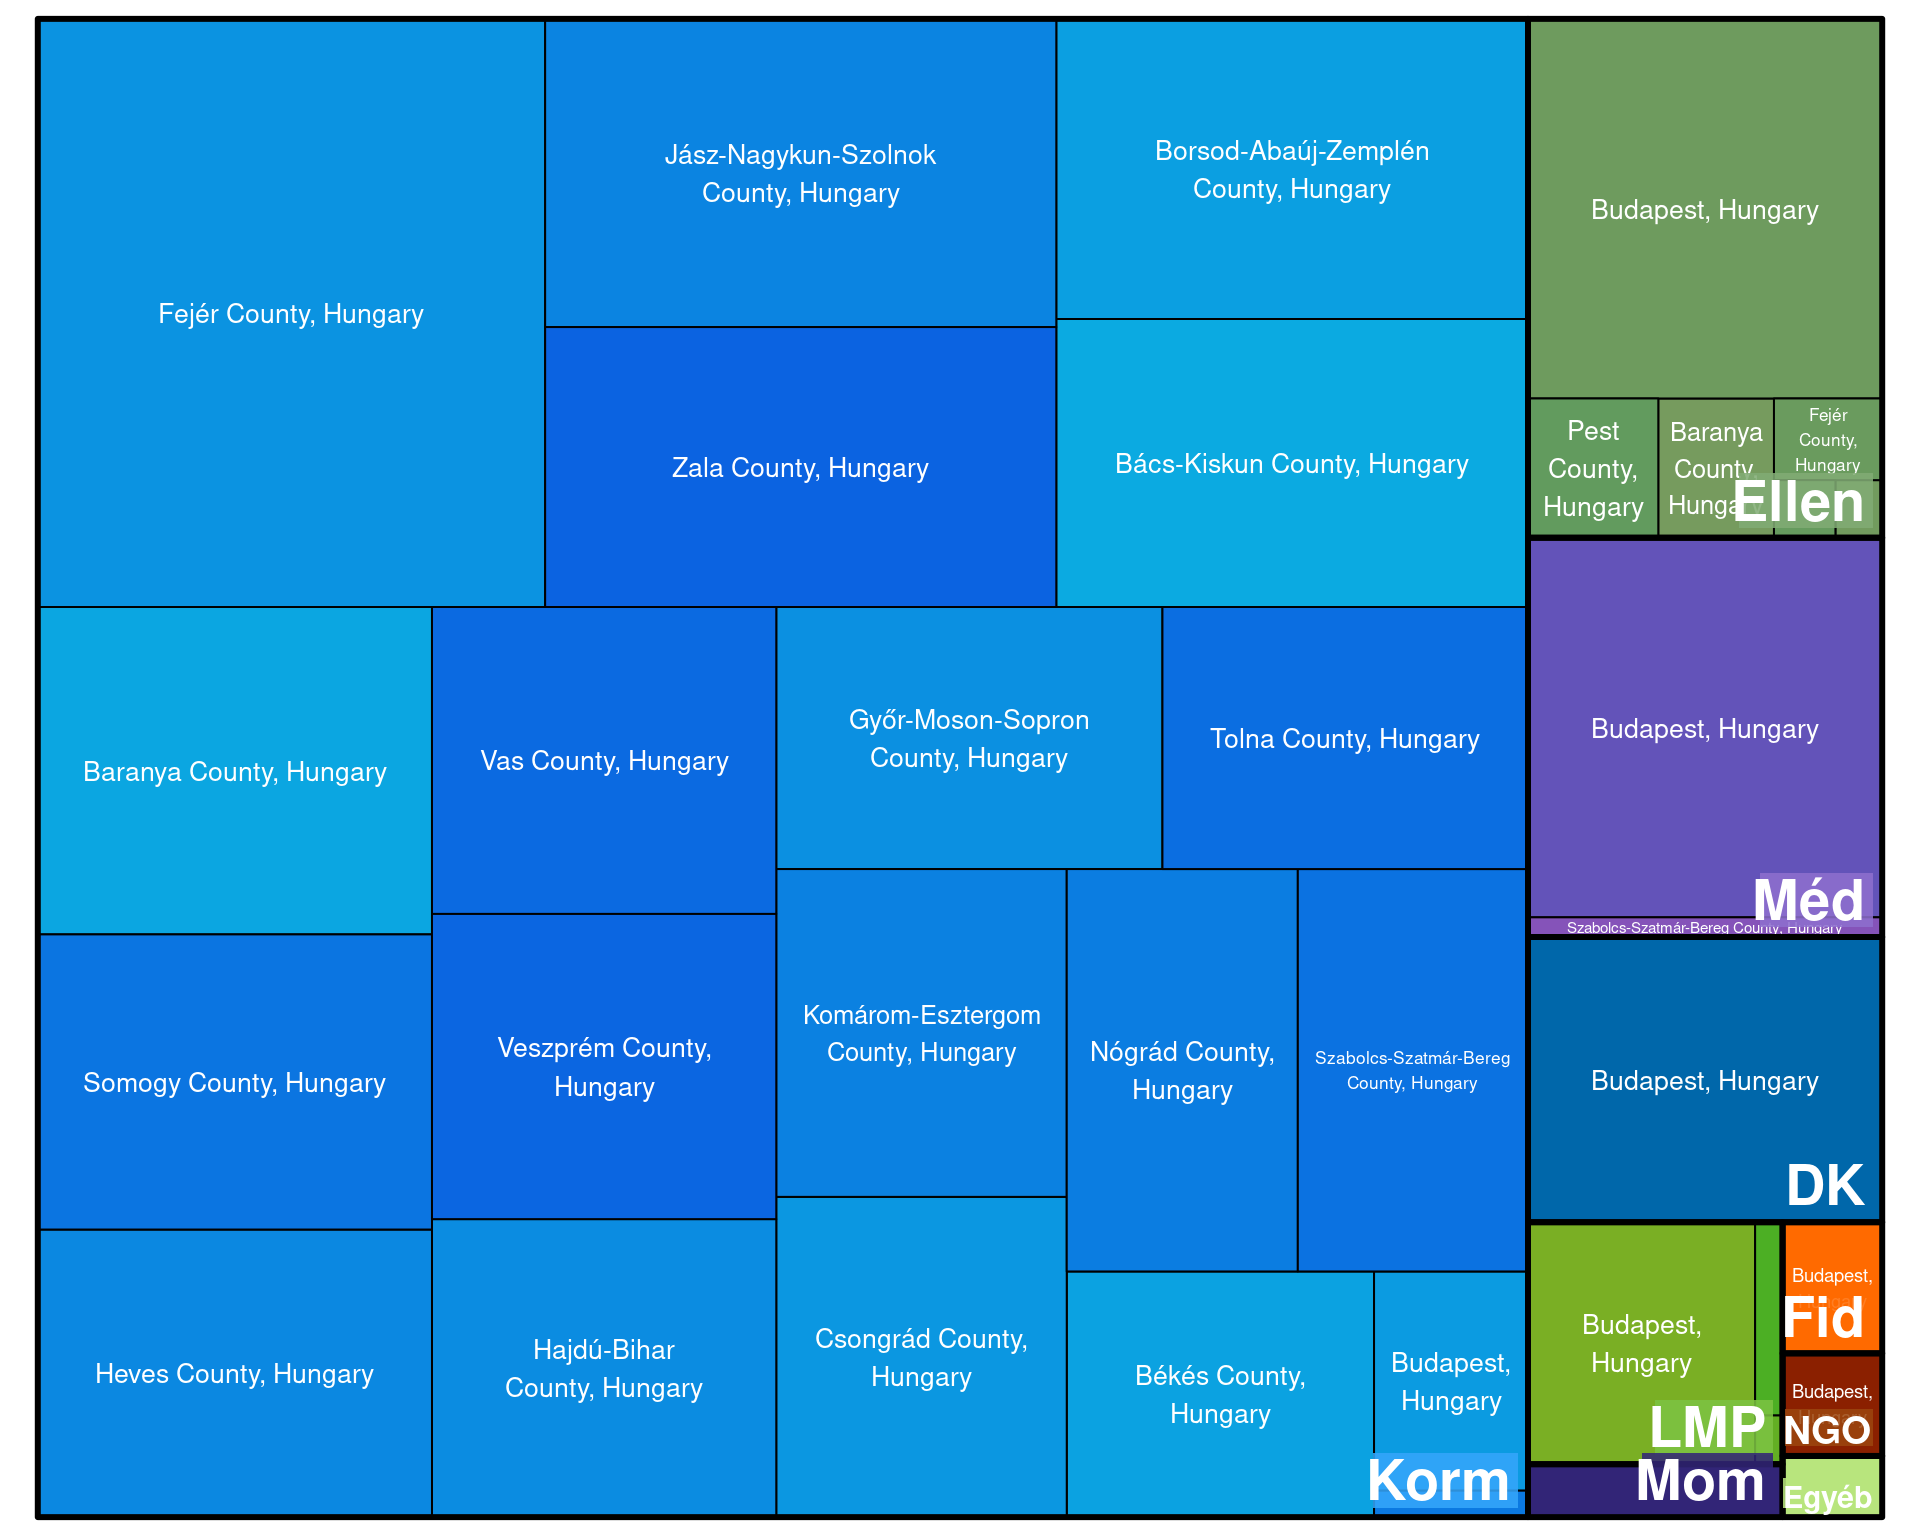 Fejér County, Hungary
Jász-Nagykun-Szolnok
County, Hungary
Zala County, Hungary
Borsod-Abaúj-Zemplén
County, Hungary
Bács-Kiskun County, Hungary
Baranya County, Hungary
Somogy County, Hungary
Heves County, Hungary
Vas County, Hungary
Veszprém County,
Hungary
Hajdú-Bihar
County, Hungary
Győr-Moson-Sopron
County, Hungary
Tolna County, Hungary
Komárom-Esztergom
County, Hungary
Csongrád County,
Hungary
Nógrád County,
Hungary
Szabolcs-Szatmár-Bereg
County, Hungary
Békés County,
Hungary
Budapest,
Hungary
Korm
Budapest, Hungary
Pest
County,
Hungary
Baranya
County,
Hungary
Fejér
County,
Hungary
Ellen
Budapest, Hungary
Méd
Szabolcs-Szatmár-Bereg County, Hungary
Budapest, Hungary
DK
Budapest,
Hungary
LMP
Mom
Budapest,
Fid
Budapest,
NGO
Egyéb